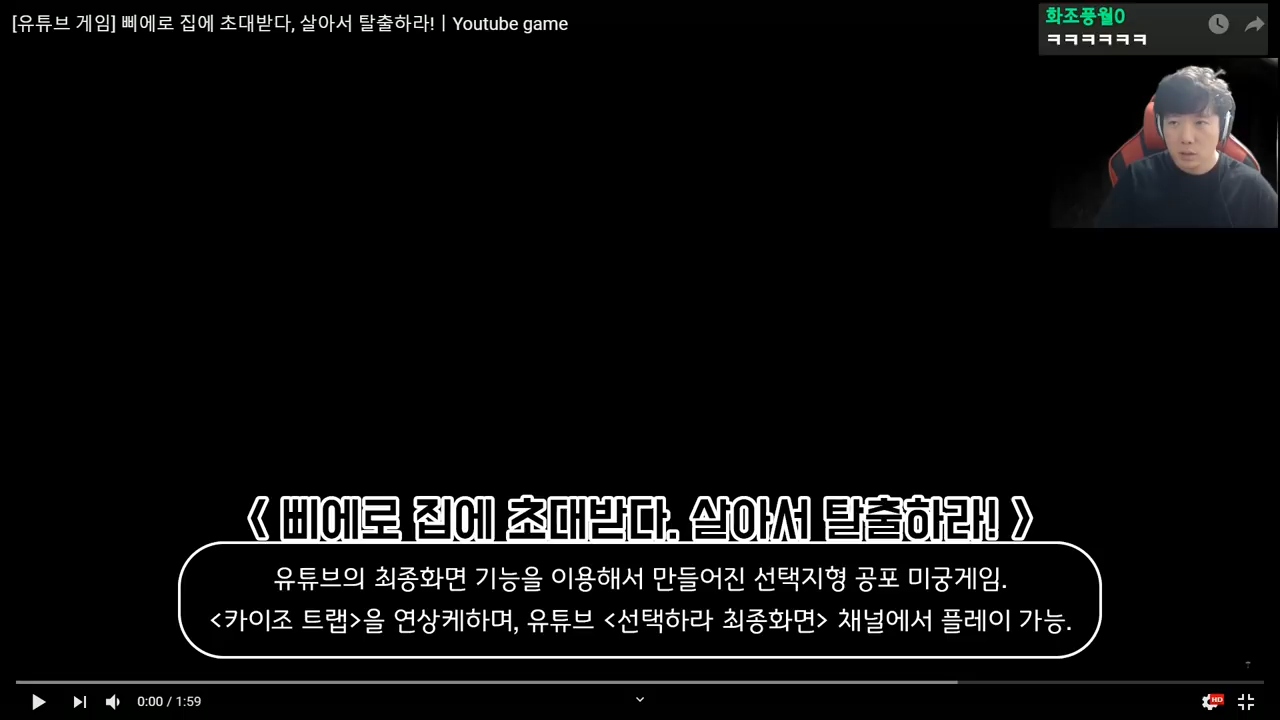 [유튜브 게임] 삐에로 집에 초대받다, 살아서 탈출하라!ㅣYoutube game
화조풍월0
ㅋㅋㅋㅋㅋㅋ
《 삐에로 집에 초대받다. 살아서 탈출하라! 》
유튜브의 최종화면 기능을 이용해서 만들어진 선택지형 공포 미궁게임.
<카이조 트랩>을 연상케하며, 유튜브 <선택하라 최종화면> 채널에서 플레이 가능.
0:00 / 1:59
HD